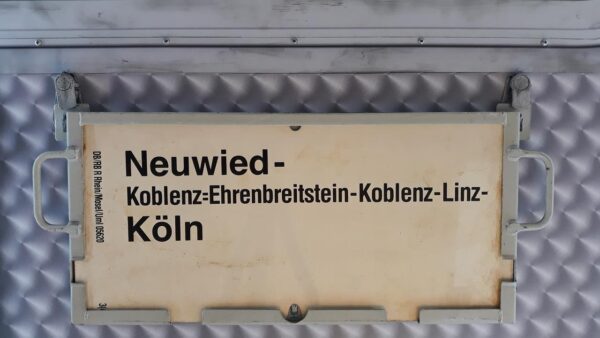 Neuwied-
Koblenz=Ehrenbreitstein-Koblenz-Linz-
Köln